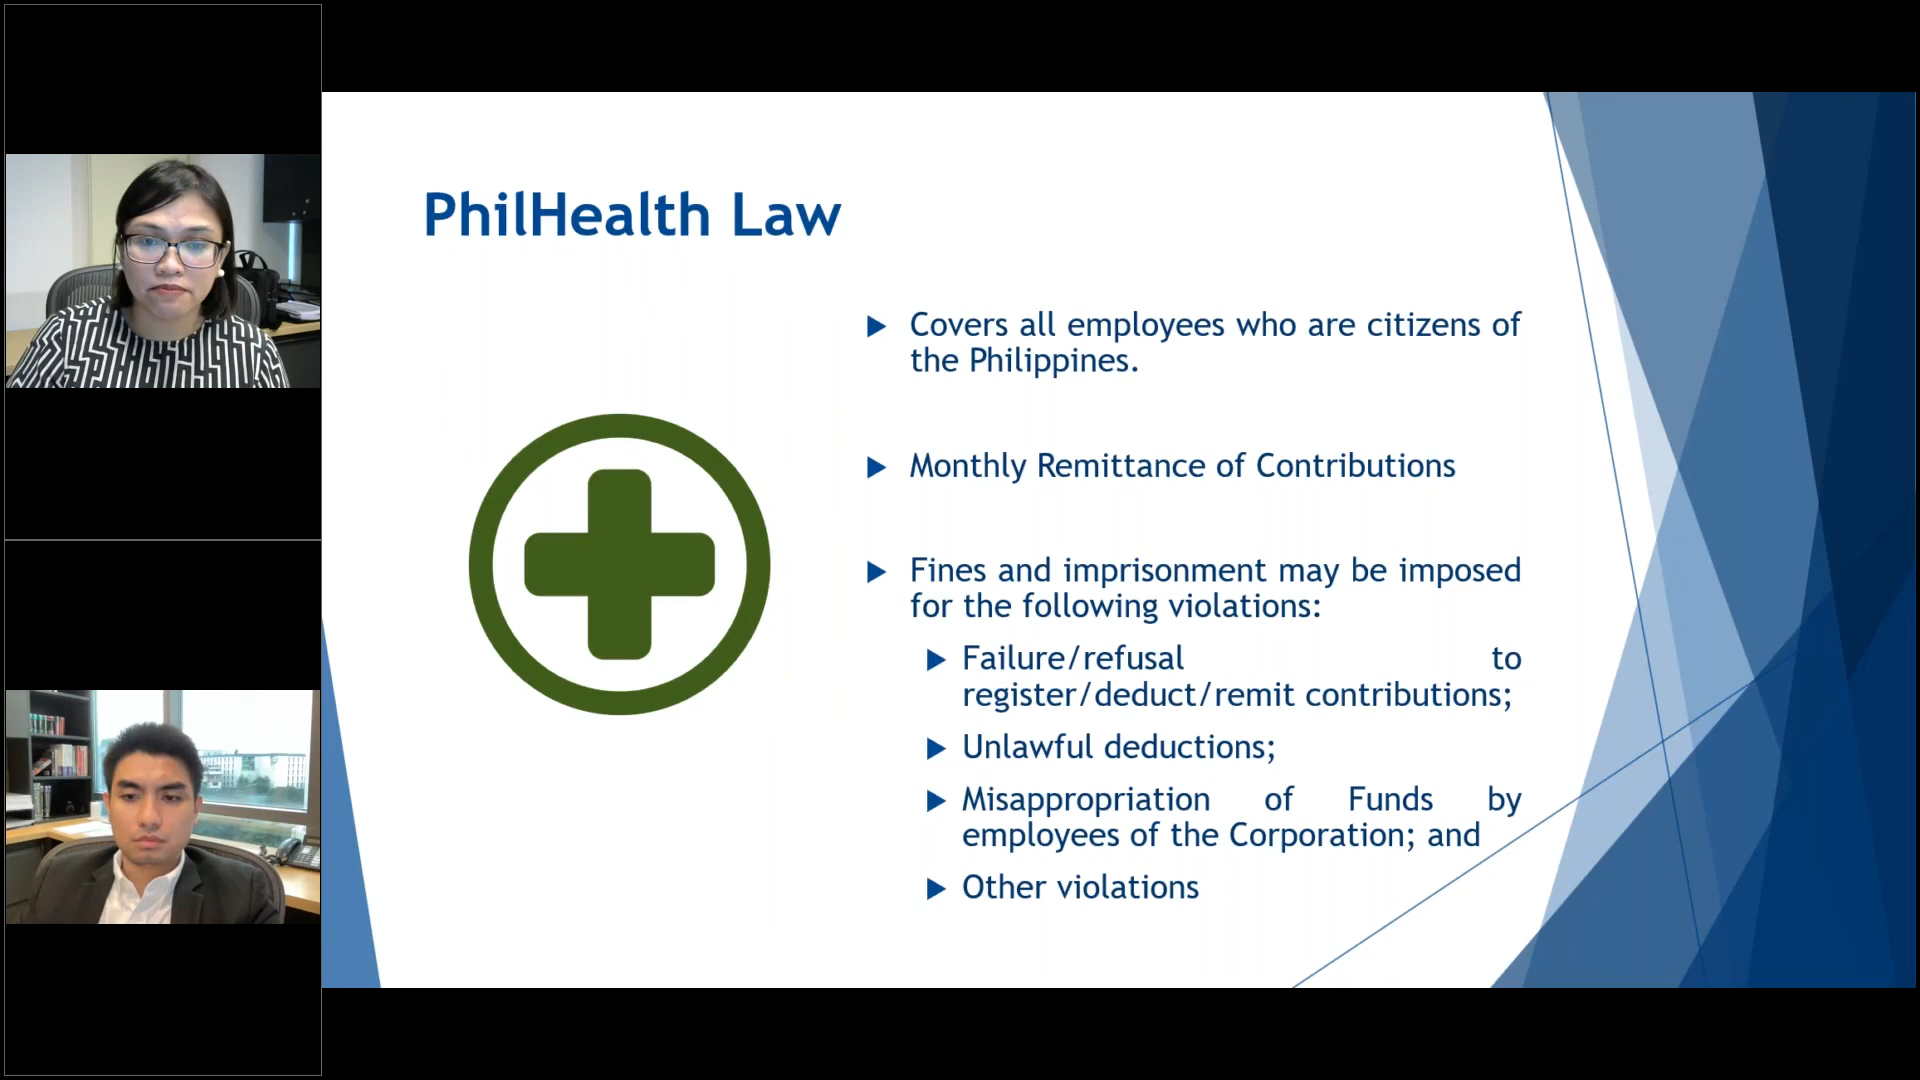 PhilHealth Law
Covers all employees who are citizens of
the Philippines.
Monthly Remittance of Contributions
Fines and imprisonment may be imposed
for the following violations:
Failure/refusal to
register/deduct/remit contributions;
Unlawful deductions;
Misappropriation of Funds by
employees of the Corporation; and
Other violations